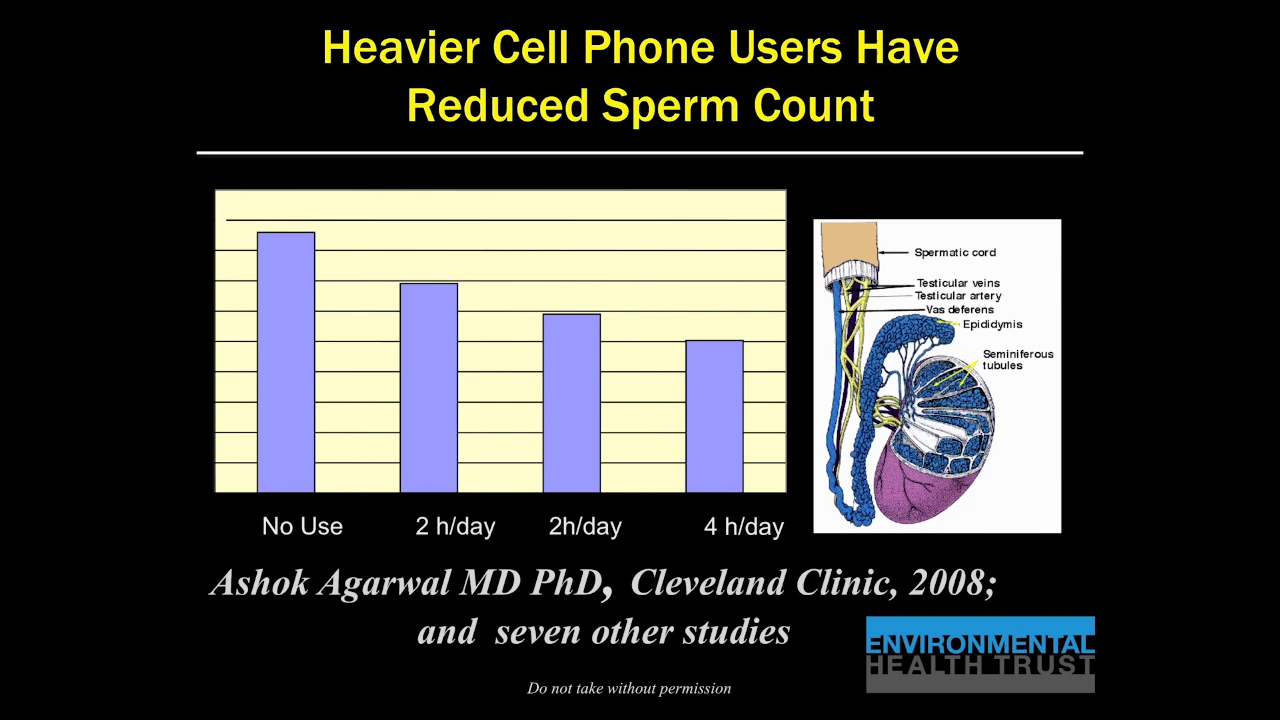 Heavier Cell Phone Users Have
Reduced Sperm Count
Spermatic cord
Testicular veins
Testicular artery
Vas deferens
Epididymis
Seminiferous
tubules
No Use 2 h/day 2h/day 4 h/day
Ashok Agarwal MD PhD, Cleveland Clinic, 2008;
and seven other studies
ENVIRONMENTAL
HEALTH TRUST
Do not take without permission